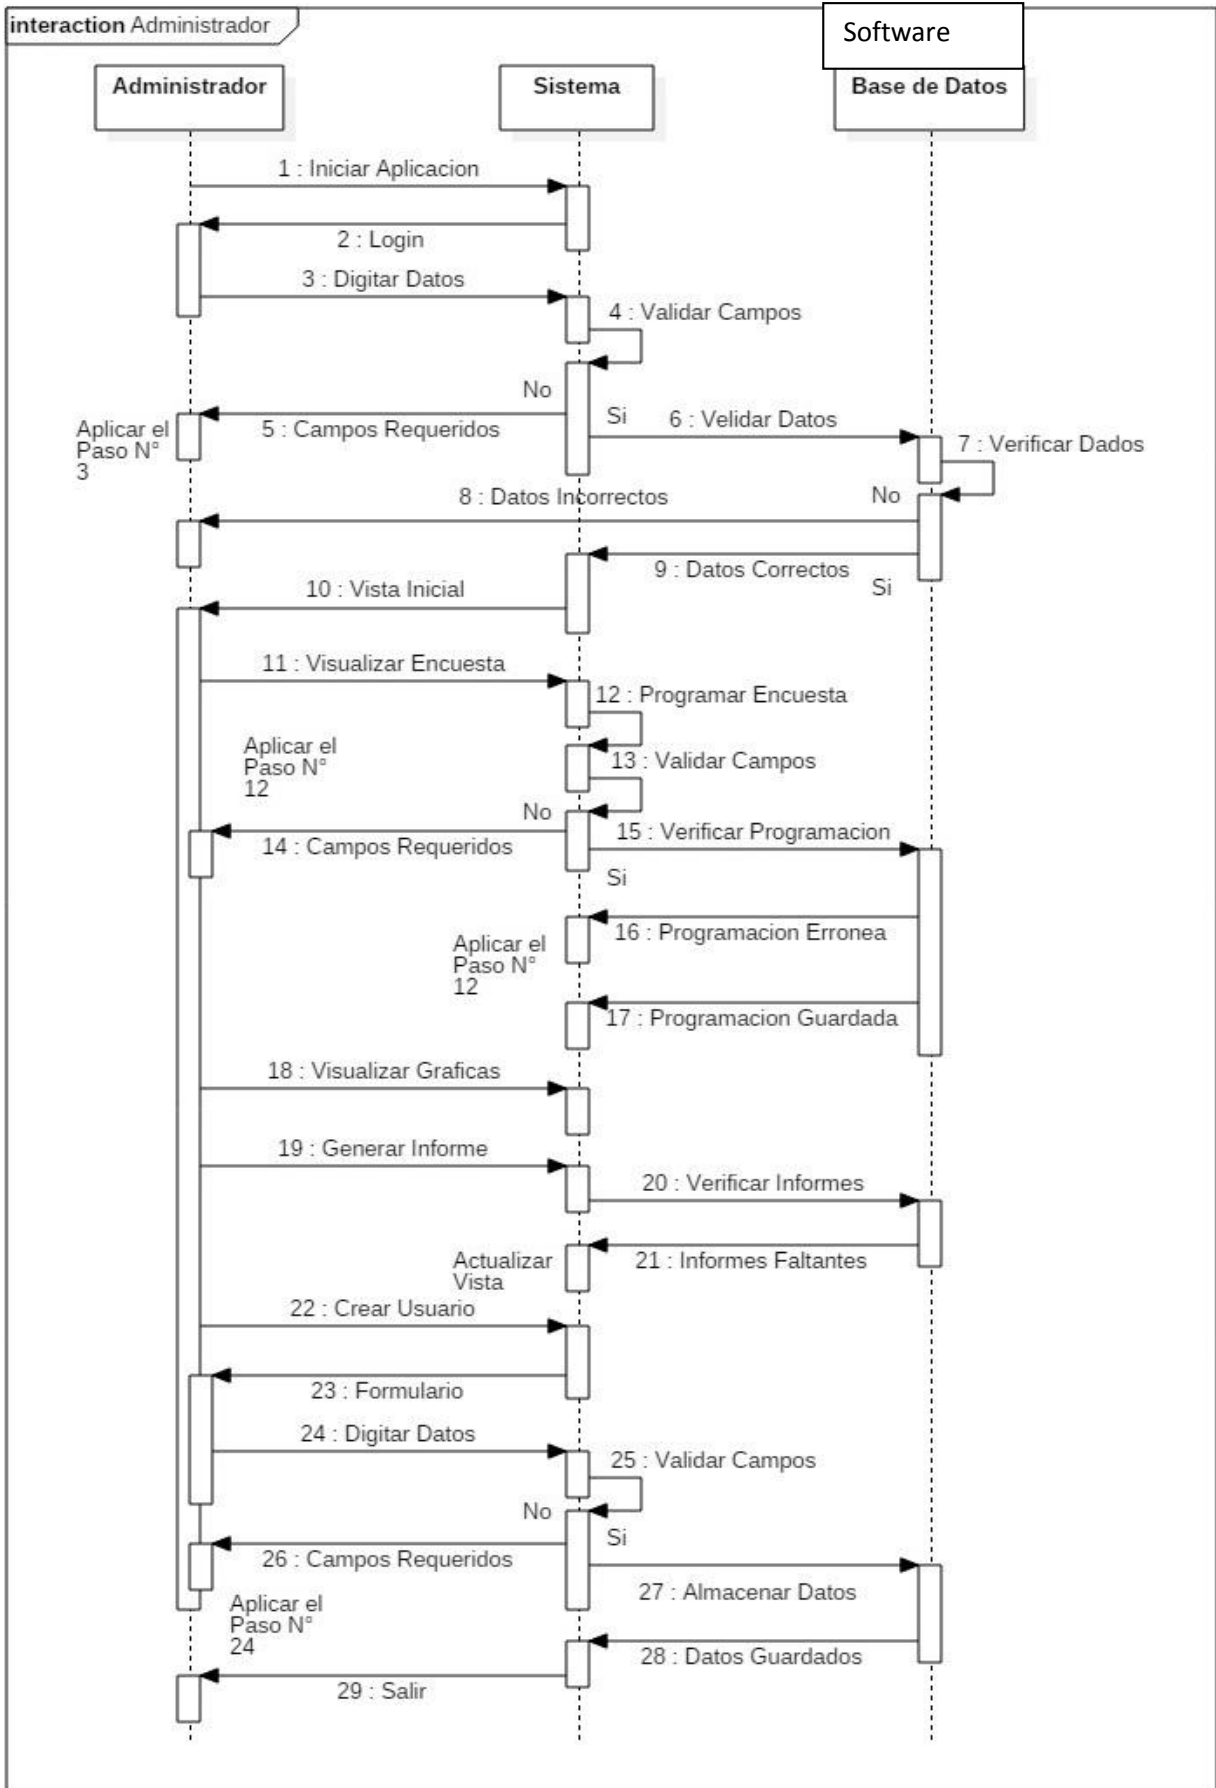 interaction Administrador
Software
Administrador
Sistema
Base de Datos
1 : Iniciar Aplicacion
2 : Login
3 : Digitar Datos
4 : Validar Campos
No
Si
5 : Campos Requeridos
6 : Velidar Datos
Aplicar el
Paso N°
3
7 : Verificar Dados
8 : Datos Incorrectos
No
9 : Datos Correctos
Si
10 : Vista Inicial
11 : Visualizar Encuesta
12 : Programar Encuesta
Aplicar el
Paso N°
12
13 : Validar Campos
No
14 : Campos Requeridos
15 : Verificar Programacion
Si
16 : Programacion Erronea
Aplicar el
Paso N°
12
17 : Programacion Guardada
18 : Visualizar Graficas
19 : Generar Informe
20 : Verificar Informes
Actualizar
Vista
21 : Informes Faltantes
22 : Crear Usuario
23 : Formulario
24 : Digitar Datos
25 : Validar Campos
No
Si
26 : Campos Requeridos
27 : Almacenar Datos
Aplicar el
Paso N°
24
28 : Datos Guardados
29 : Salir